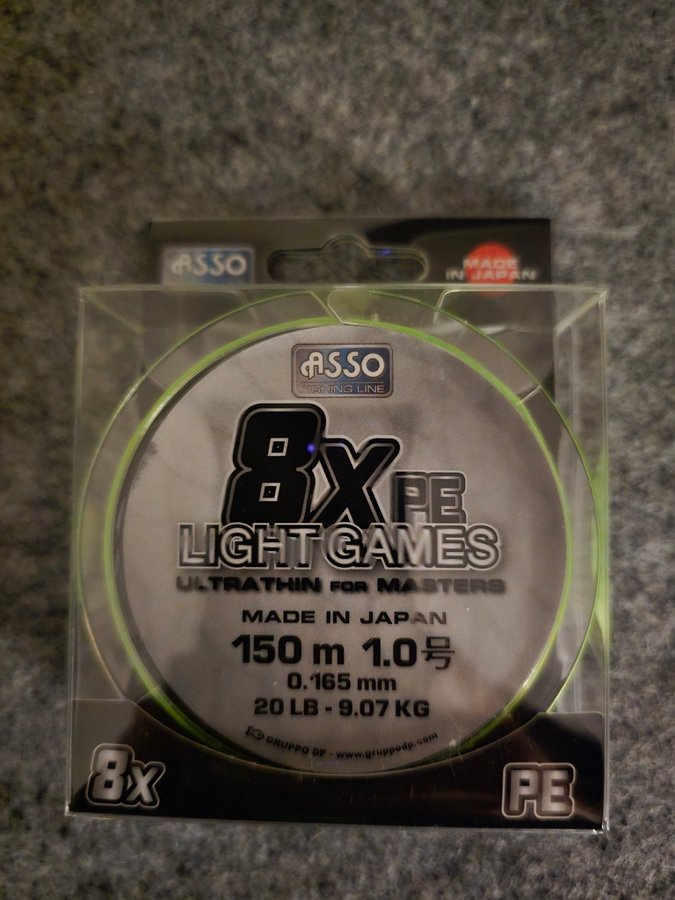 ASSO
MADE
IN JAPAN
ASSO
FISHING LINE
8X PE
LIGHT GAMES
ULTRATHIN FOR MASTERS
MADE IN JAPAN
150 m 1.0号
0.165 mm
20 LB - 9.07 KG
GRUPPO DP - www.gruppodp.com
8X
PE